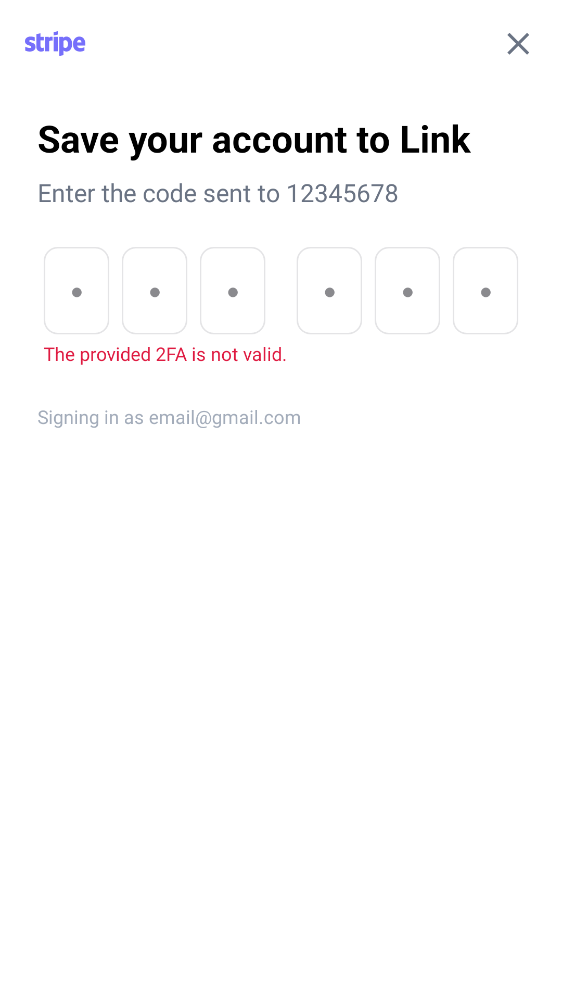 stripe
Save your account to Link
Enter the code sent to 12345678
The provided 2FA is not valid.
Signing in as email@gmail.com